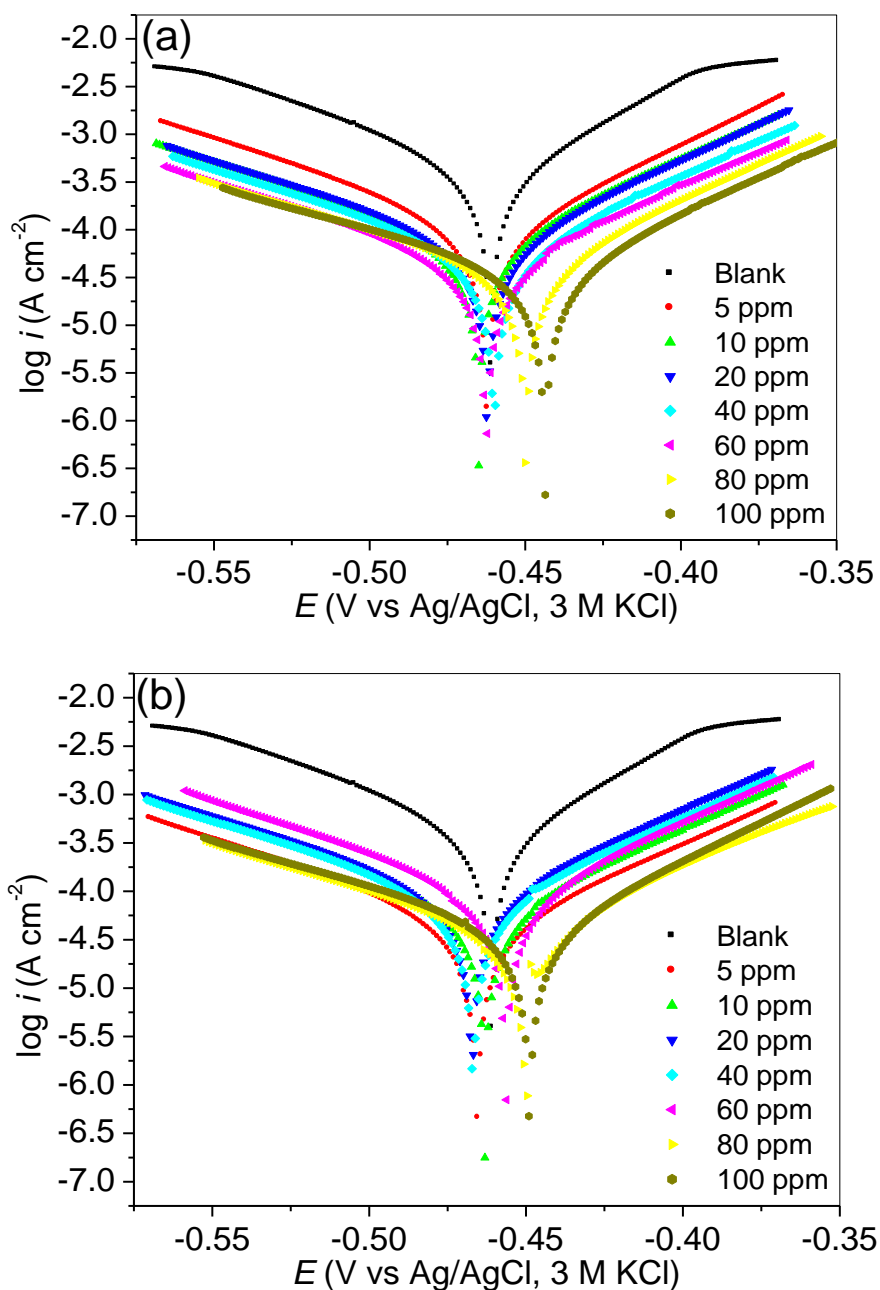 (a)
-2.0
-2.5
-3.0
-3.5
-4.0
-4.5
-5.0
-5.5
-6.0
-6.5
-7.0
log i (A cm-2)
Blank
5 ppm
10 ppm
20 ppm
40 ppm
60 ppm
80 ppm
100 ppm
-0.55 -0.50 -0.45 -0.40 -0.35
E (V vs Ag/AgCl, 3 M KCl)
(b)
-2.0
-2.5
-3.0
-3.5
-4.0
-4.5
-5.0
-5.5
-6.0
-6.5
-7.0
log i (A cm-2)
Blank
5 ppm
10 ppm
20 ppm
40 ppm
60 ppm
80 ppm
100 ppm
-0.55 -0.50 -0.45 -0.40 -0.35
E (V vs Ag/AgCl, 3 M KCl)